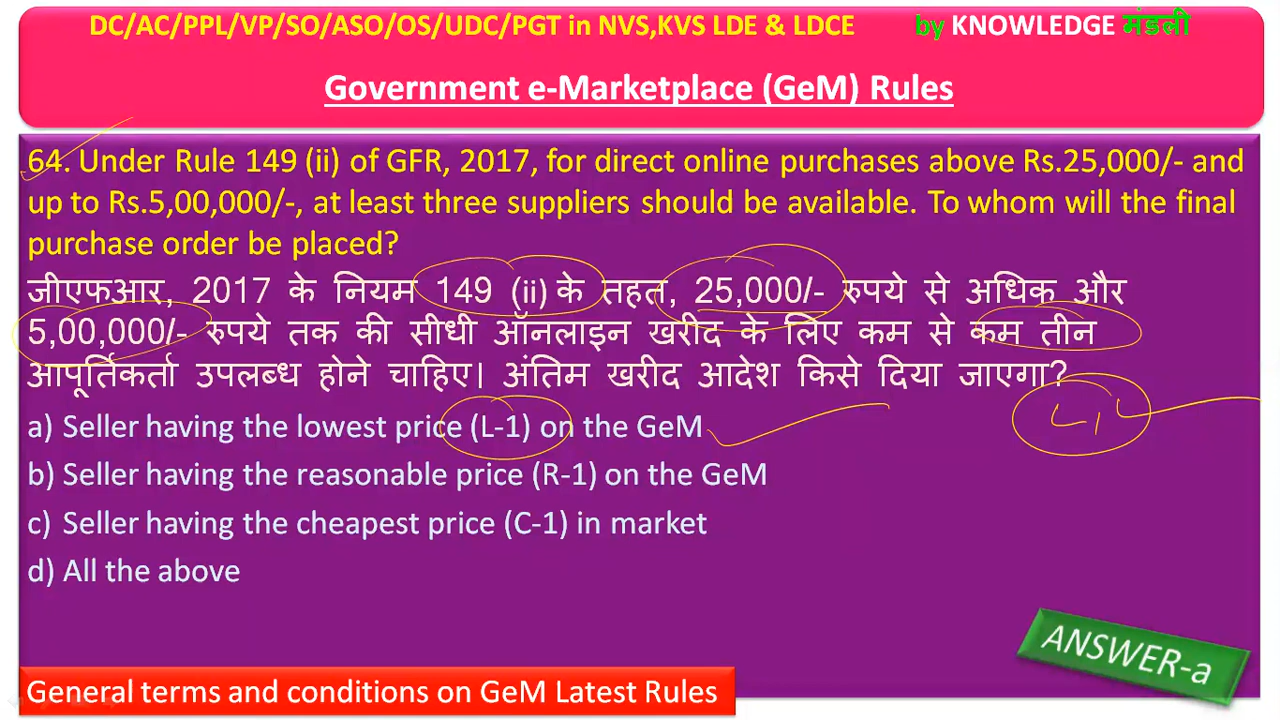 DC/AC/PPL/VP/SO/ASO/OS/UDC/PGT in NVS,KVS LDE & LDCE by KNOWLEDGE मंडली
Government e-Marketplace (GeM) Rules
64. Under Rule 149 (ii) of GFR, 2017, for direct online purchases above Rs.25,000/- and
up to Rs.5,00,000/-, at least three suppliers should be available. To whom will the final
purchase order be placed?
जीएफआर, 2017 के नियम 149 (ii) के तहत, 25,000/- रुपये से अधिक और
5,00,000/- रुपये तक की सीधी ऑनलाइन खरीद के लिए कम से कम तीन
आपूर्तिकर्ता उपलब्ध होने चाहिए। अंतिम खरीद आदेश किसे दिया जाएगा?
L1
a) Seller having the lowest price (L-1) on the GeM
b) Seller having the reasonable price (R-1) on the GeM
c) Seller having the cheapest price (C-1) in market
d) All the above
ANSWER-a
General terms and conditions on GeM Latest Rules